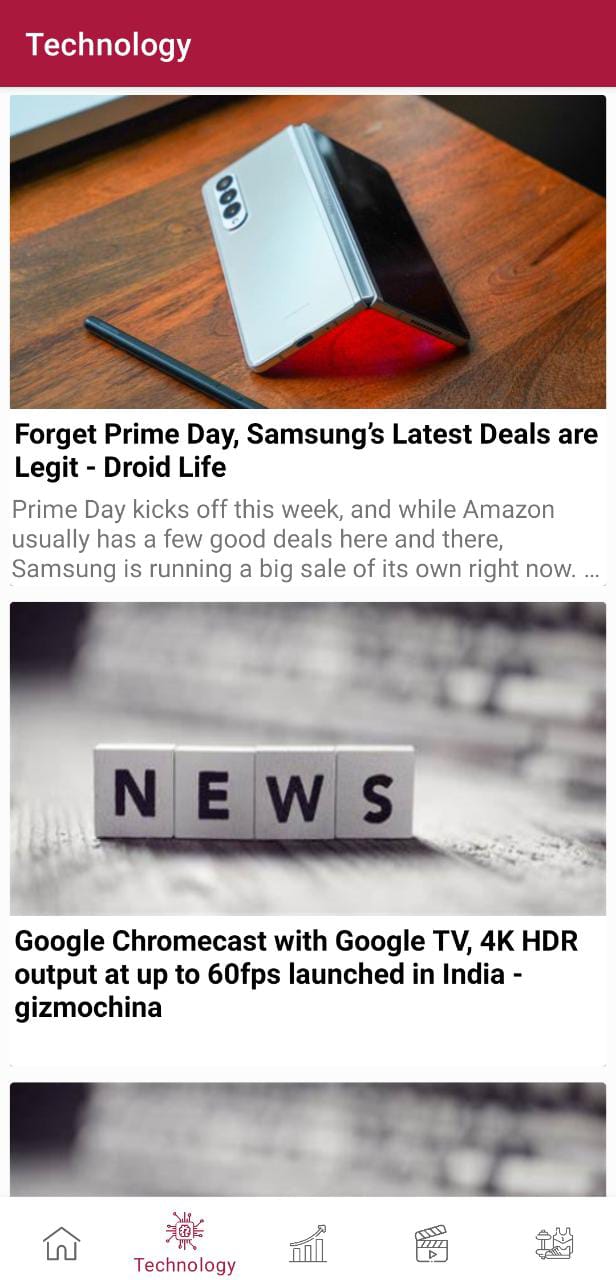 Technology
Forget Prime Day, Samsung’s Latest Deals are
Legit - Droid Life
Prime Day kicks off this week, and while Amazon
usually has a few good deals here and there,
Samsung is running a big sale of its own right now. ...
NEWS
Google Chromecast with Google TV, 4K HDR
output at up to 60fps launched in India -
gizmochina
Technology